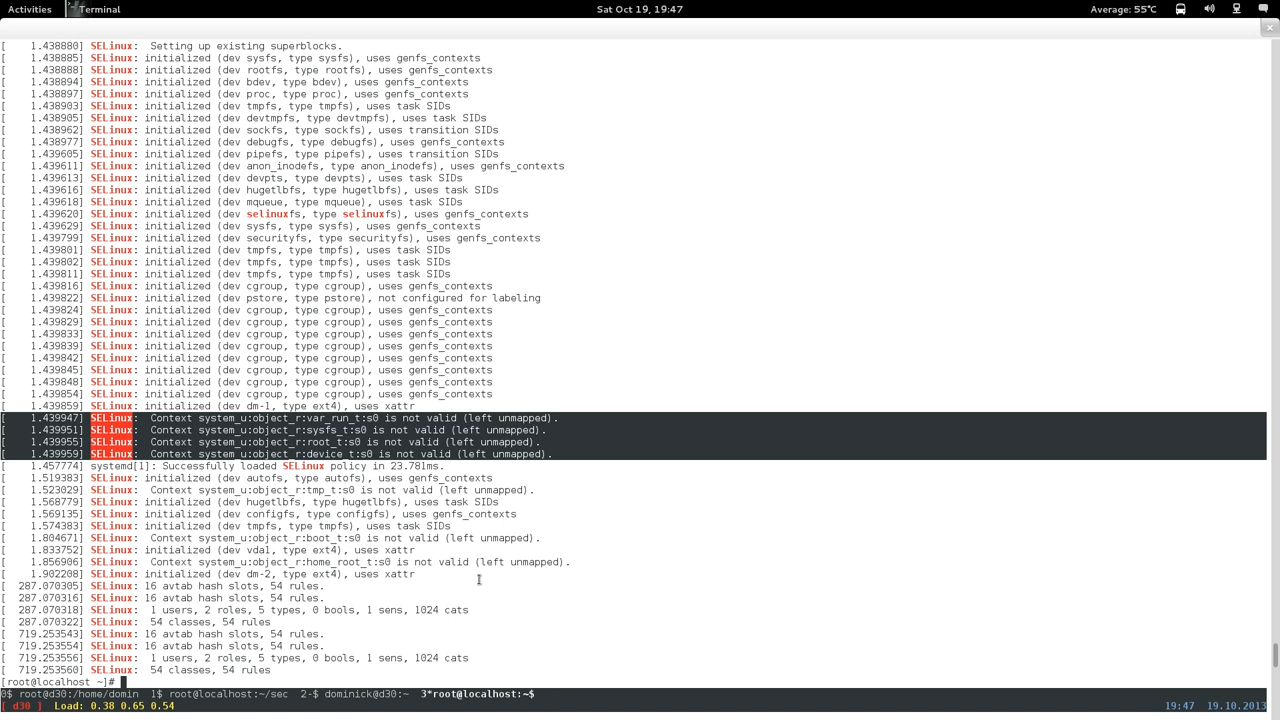 Activities Terminal Sat Oct 19, 19:47 Average: 55°C
[    1.438880] SELinux:  Setting up existing superblocks.
[    1.438885] SELinux: initialized (dev sysfs, type sysfs), uses genfs_contexts
[    1.438888] SELinux: initialized (dev rootfs, type rootfs), uses genfs_contexts
[    1.438894] SELinux: initialized (dev bdev, type bdev), uses genfs_contexts
[    1.438897] SELinux: initialized (dev proc, type proc), uses genfs_contexts
[    1.438903] SELinux: initialized (dev tmpfs, type tmpfs), uses task SIDs
[    1.438905] SELinux: initialized (dev devtmpfs, type devtmpfs), uses task SIDs
[    1.438962] SELinux: initialized (dev sockfs, type sockfs), uses transition SIDs
[    1.438977] SELinux: initialized (dev debugfs, type debugfs), uses genfs_contexts
[    1.439605] SELinux: initialized (dev pipefs, type pipefs), uses transition SIDs
[    1.439611] SELinux: initialized (dev anon_inodefs, type anon_inodefs), uses genfs_contexts
[    1.439613] SELinux: initialized (dev devpts, type devpts), uses task SIDs
[    1.439616] SELinux: initialized (dev hugetlbfs, type hugetlbfs), uses task SIDs
[    1.439618] SELinux: initialized (dev mqueue, type mqueue), uses task SIDs
[    1.439620] SELinux: initialized (dev selinuxfs, type selinuxfs), uses genfs_contexts
[    1.439629] SELinux: initialized (dev sysfs, type sysfs), uses genfs_contexts
[    1.439799] SELinux: initialized (dev securityfs, type securityfs), uses genfs_contexts
[    1.439801] SELinux: initialized (dev tmpfs, type tmpfs), uses task SIDs
[    1.439802] SELinux: initialized (dev tmpfs, type tmpfs), uses task SIDs
[    1.439811] SELinux: initialized (dev tmpfs, type tmpfs), uses task SIDs
[    1.439816] SELinux: initialized (dev cgroup, type cgroup), uses genfs_contexts
[    1.439822] SELinux: initialized (dev pstore, type pstore), not configured for labeling
[    1.439824] SELinux: initialized (dev cgroup, type cgroup), uses genfs_contexts
[    1.439829] SELinux: initialized (dev cgroup, type cgroup), uses genfs_contexts
[    1.439833] SELinux: initialized (dev cgroup, type cgroup), uses genfs_contexts
[    1.439839] SELinux: initialized (dev cgroup, type cgroup), uses genfs_contexts
[    1.439842] SELinux: initialized (dev cgroup, type cgroup), uses genfs_contexts
[    1.439845] SELinux: initialized (dev cgroup, type cgroup), uses genfs_contexts
[    1.439848] SELinux: initialized (dev cgroup, type cgroup), uses genfs_contexts
[    1.439854] SELinux: initialized (dev cgroup, type cgroup), uses genfs_contexts
[    1.439859] SELinux: initialized (dev dm-1, type ext4), uses xattr
[    1.439947] SELinux:  Context system_u:object_r:var_run_t:s0 is not valid (left unmapped).
[    1.439951] SELinux:  Context system_u:object_r:sysfs_t:s0 is not valid (left unmapped).
[    1.439955] SELinux:  Context system_u:object_r:root_t:s0 is not valid (left unmapped).
[    1.439959] SELinux:  Context system_u:object_r:device_t:s0 is not valid (left unmapped).
[    1.457774] systemd[1]: Successfully loaded SELinux policy in 23.781ms.
[    1.519383] SELinux: initialized (dev autofs, type autofs), uses genfs_contexts
[    1.523029] SELinux:  Context system_u:object_r:tmp_t:s0 is not valid (left unmapped).
[    1.568779] SELinux: initialized (dev hugetlbfs, type hugetlbfs), uses task SIDs
[    1.569135] SELinux: initialized (dev configfs, type configfs), uses genfs_contexts
[    1.574383] SELinux: initialized (dev tmpfs, type tmpfs), uses task SIDs
[    1.804671] SELinux:  Context system_u:object_r:boot_t:s0 is not valid (left unmapped).
[    1.833752] SELinux: initialized (dev vda1, type ext4), uses xattr
[    1.856906] SELinux:  Context system_u:object_r:home_root_t:s0 is not valid (left unmapped).
[    1.902208] SELinux: initialized (dev dm-2, type ext4), uses xattr
[  287.070305] SELinux: 16 avtab hash slots, 54 rules.
[  287.070316] SELinux: 16 avtab hash slots, 54 rules.
[  287.070318] SELinux:  1 users, 2 roles, 5 types, 0 bools, 1 sens, 1024 cats
[  287.070322] SELinux:  54 classes, 54 rules
[  719.253543] SELinux: 16 avtab hash slots, 54 rules.
[  719.253554] SELinux: 16 avtab hash slots, 54 rules.
[  719.253556] SELinux:  1 users, 2 roles, 5 types, 0 bools, 1 sens, 1024 cats
[  719.253560] SELinux:  54 classes, 54 rules
[root@localhost ~]#
0$ root@d30:/home/domin  1$ root@localhost:~/sec  2-$ dominick@d30:~  3*root@localhost:~$
[ d30 ]  Load: 0.38 0.65 0.54 19:47  19.10.2013